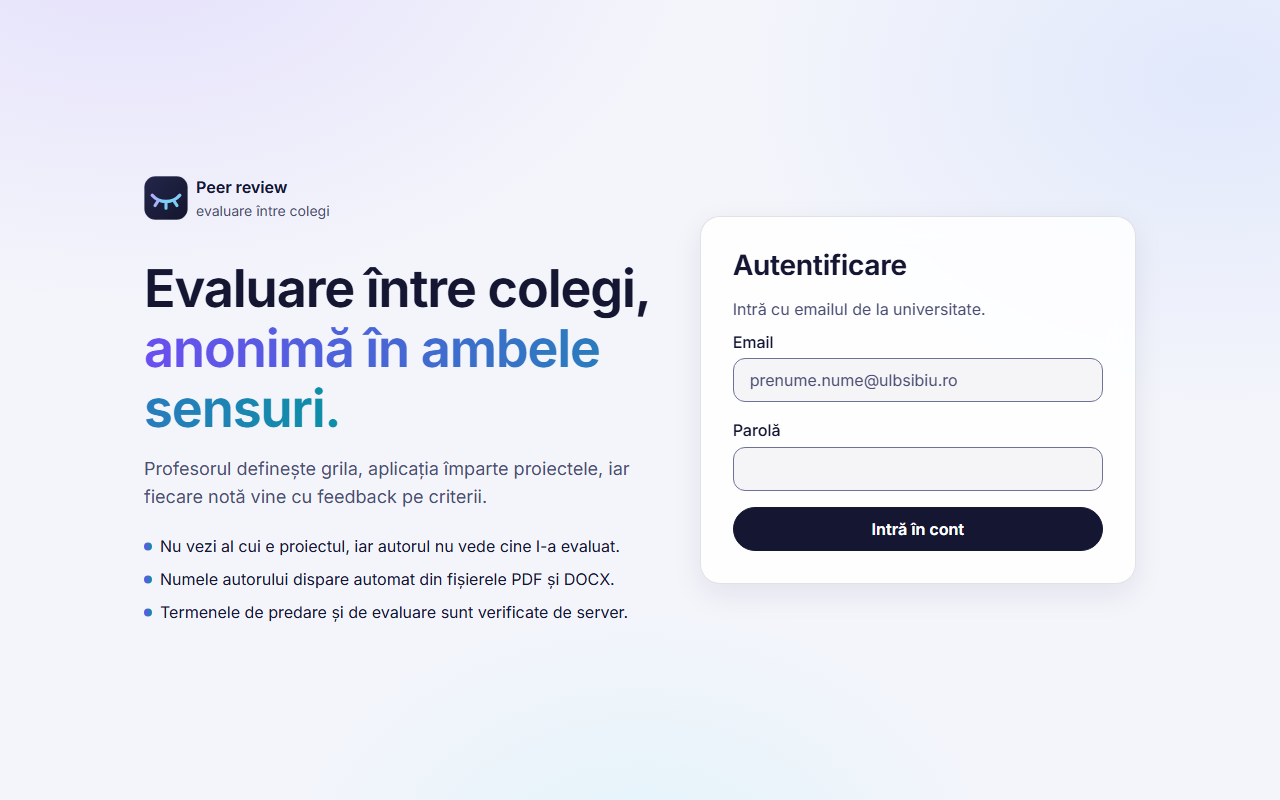 Peer review
evaluare între colegi
Evaluare între colegi,
anonimă în ambele
sensuri.
Profesorul definește grila, aplicația împarte proiectele, iar
fiecare notă vine cu feedback pe criterii.
Nu vezi al cui e proiectul, iar autorul nu vede cine l-a evaluat.
Numele autorului dispare automat din fișierele PDF și DOCX.
Termenele de predare și de evaluare sunt verificate de server.
Autentificare
Intră cu emailul de la universitate.
Email
prenume.nume@ulbsibiu.ro
Parolă
Intră în cont